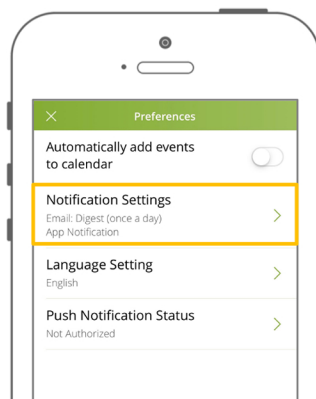 Preferences
Automatically add events
to calendar
Notification Settings
Email: Digest (once a day)
App Notification
Language Setting
English
Push Notification Status
Not Authorized